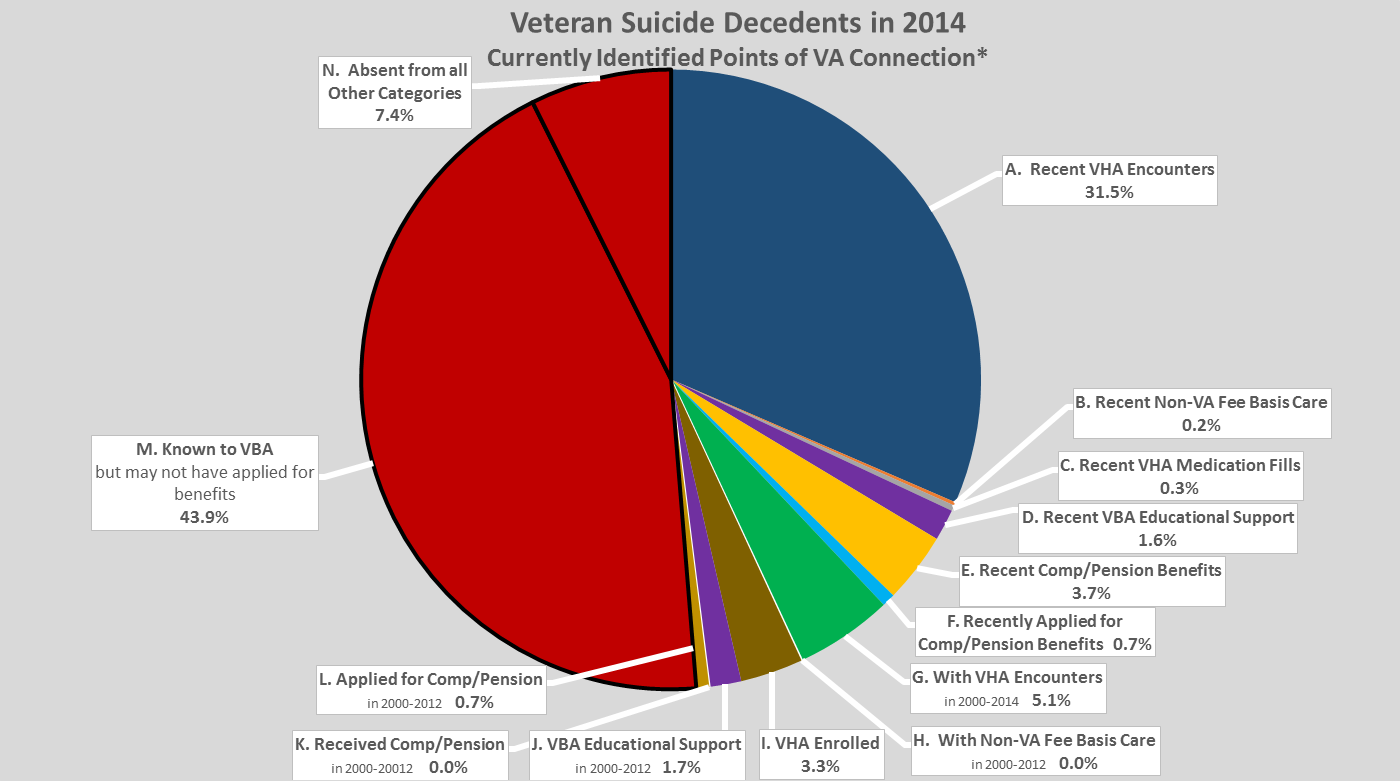 Veteran Suicide Decedents in 2014
Currently Identified Points of VA Connection*
N. Absent from all
Other Categories
7.4%
A. Recent VHA Encounters
31.5%
B. Recent Non-VA Fee Basis Care
0.2%
C. Recent VHA Medication Fills
0.3%
D. Recent VBA Educational Support
1.6%
E. Recent Comp/Pension Benefits
3.7%
F. Recently Applied for
Comp/Pension Benefits 0.7%
G. With VHA Encounters
in 2000-2014 5.1%
H. With Non-VA Fee Basis Care
in 2000-2012 0.0%
I. VHA Enrolled
3.3%
J. VBA Educational Support
in 2000-2012 1.7%
K. Received Comp/Pension
in 2000-20012 0.0%
L. Applied for Comp/Pension
in 2000-2012 0.7%
M. Known to VBA
but may not have applied for
benefits
43.9%